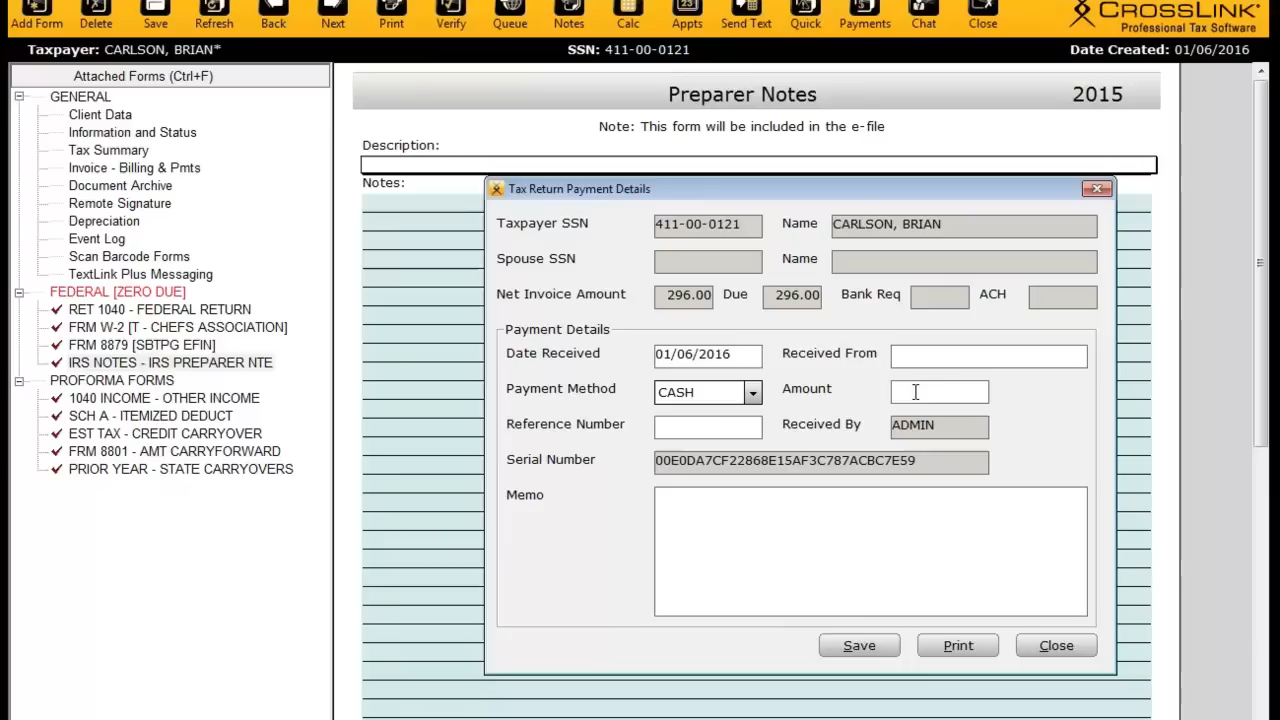 Add Form Delete Save Refresh Back Next Print Verify Queue Notes Calc Appts Send Text Quick Payments Chat Close
23
CROSSLINK
Professional Tax Software
Taxpayer: CARLSON, BRIAN* SSN: 411-00-0121 Date Created: 01/06/2016
Attached Forms (Ctrl+F)
GENERAL
Client Data
Information and Status
Tax Summary
Invoice - Billing & Pmts
Document Archive
Remote Signature
Depreciation
Event Log
Scan Barcode Forms
TextLink Plus Messaging
FEDERAL [ZERO DUE]
RET 1040 - FEDERAL RETURN
FRM W-2 [T - CHEFS ASSOCIATION]
FRM 8879 [SBTPG EFIN]
IRS NOTES - IRS PREPARER NTE
PROFORMA FORMS
1040 INCOME - OTHER INCOME
SCH A - ITEMIZED DEDUCT
EST TAX - CREDIT CARRYOVER
FRM 8801 - AMT CARRYFORWARD
PRIOR YEAR - STATE CARRYOVERS
Preparer Notes 2015
Note: This form will be included in the e-file
Description:
Notes:
Tax Return Payment Details
Taxpayer SSN 411-00-0121 Name CARLSON, BRIAN
Spouse SSN Name
Net Invoice Amount 296.00 Due 296.00 Bank Req ACH
Payment Details
Date Received 01/06/2016 Received From
Payment Method CASH Amount
Reference Number Received By ADMIN
Serial Number 00E0DA7CF22868E15AF3C787ACBC7E59
Memo
Save Print Close